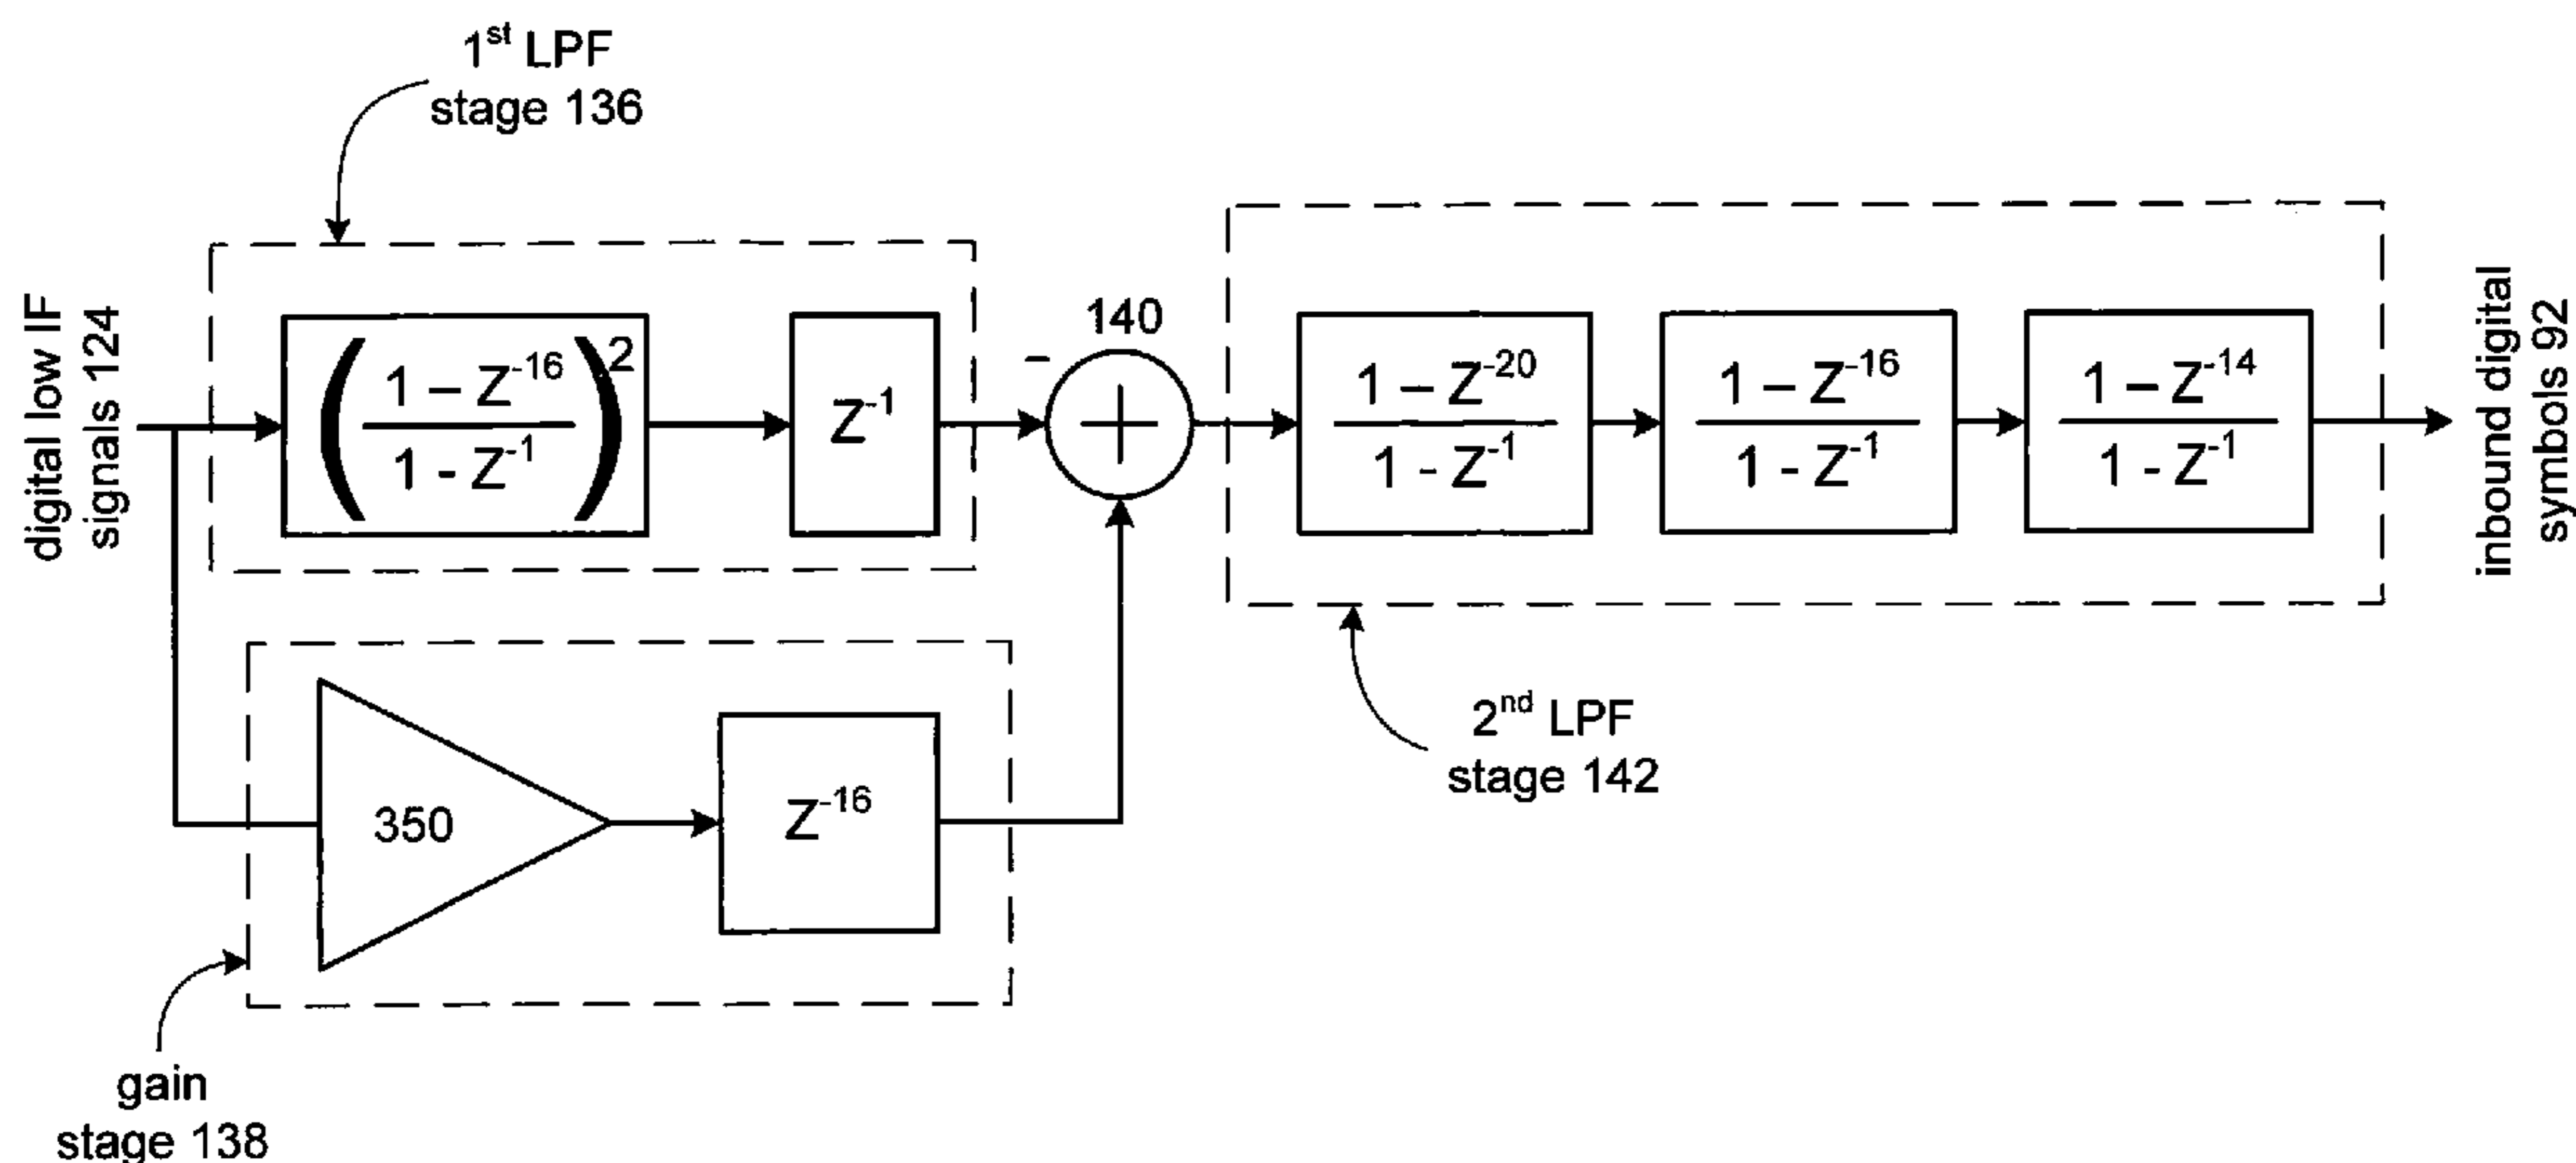 1st LPF
stage 136
digital low IF
signals 124
( 1 – Z-16 / 1 - Z-1 )2
Z-1
–
140
+
1 – Z-20
1 - Z-1
1 – Z-16
1 - Z-1
1 – Z-14
1 - Z-1
inbound digital
symbols 92
350
Z-16
2nd LPF
stage 142
gain
stage 138